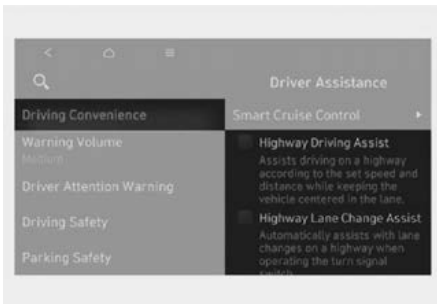 Driver Assistance
Driving Convenience
Smart Cruise Control
Warning Volume
Medium
Driver Attention Warning
Driving Safety
Parking Safety
Highway Driving Assist
Assists driving on a highway
according to the set speed and
distance while keeping the
vehicle centered in the lane.
Highway Lane Change Assist
Automatically assists with lane
changes on a highway when
operating the turn signal
switch.